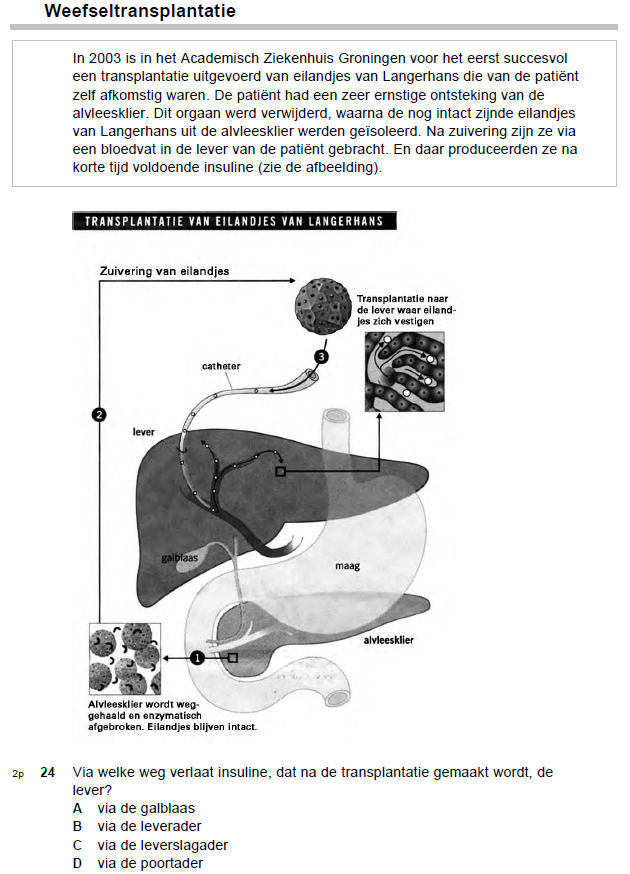 Weefseltransplantatie
In 2003 is in het Academisch Ziekenhuis Groningen voor het eerst succesvol
een transplantatie uitgevoerd van eilandjes van Langerhans die van de patiënt
zelf afkomstig waren. De patiënt had een zeer ernstige ontsteking van de
alvleesklier. Dit orgaan werd verwijderd, waarna de nog intact zijnde eilandjes
van Langerhans uit de alvleesklier werden geïsoleerd. Na zuivering zijn ze via
een bloedvat in de lever van de patiënt gebracht. En daar produceerden ze na
korte tijd voldoende insuline (zie de afbeelding).
TRANSPLANTATIE VAN EILANDJES VAN LANGERHANS
Zuivering van eilandjes
Transplantatie naar
de lever waar eiland-
jes zich vestigen
3
catheter
2
lever
galblaas
maag
alvleesklier
1
Alvleesklier wordt weg-
gehaald en enzymatisch
afgebroken. Eilandjes blijven intact.
2p 24 Via welke weg verlaat insuline, dat na de transplantatie gemaakt wordt, de
lever?
A via de galblaas
B via de leverader
C via de leverslagader
D via de poortader